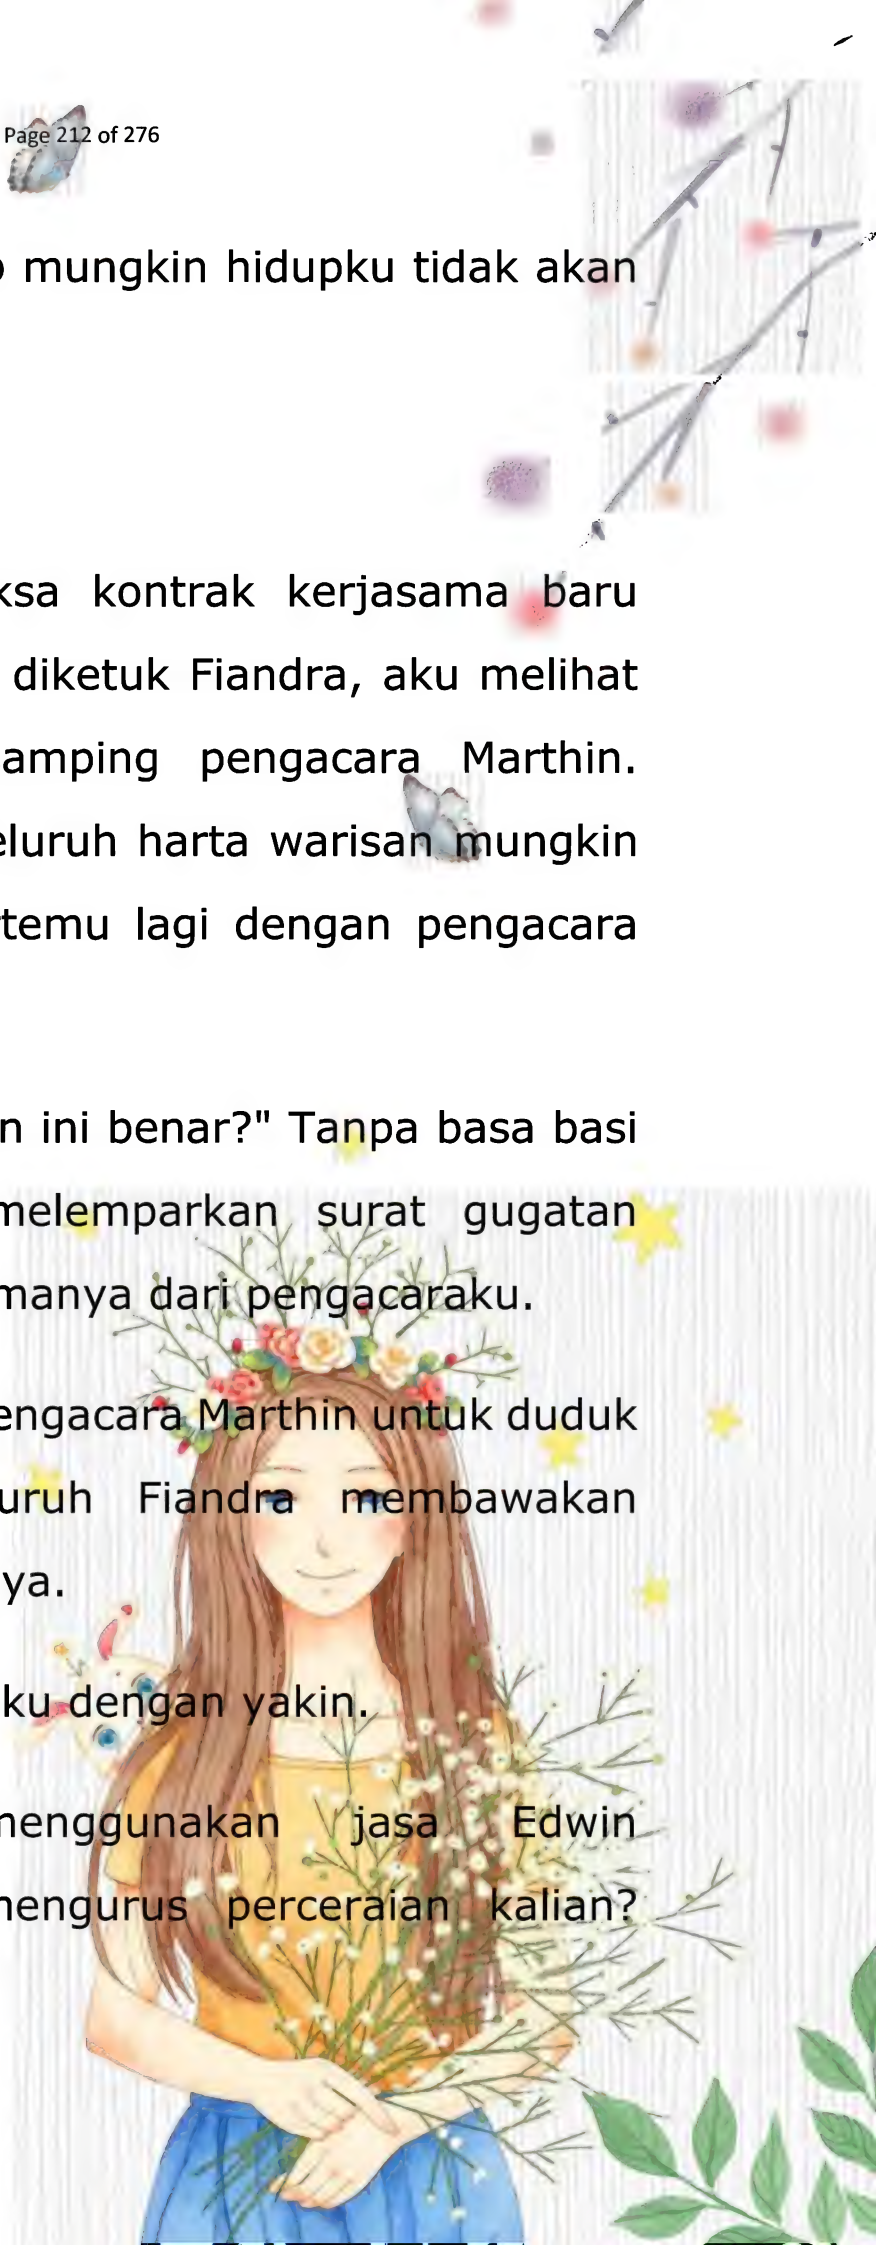 Page 212 of 276
mungkin hidupku tidak akan
ksa kontrak kerjasama baru
diketuk Fiandra, aku melihat
amping pengacara Marthin.
eluruh harta warisan mungkin
temu lagi dengan pengacara
n ini benar?" Tanpa basa basi
melemparkan surat gugatan
manya dari pengacaraku.
engacara Marthin untuk duduk
uruh Fiandra membawakan
ya.
ku dengan yakin.
menggunakan jasa Edwin
mengurus perceraian kalian?